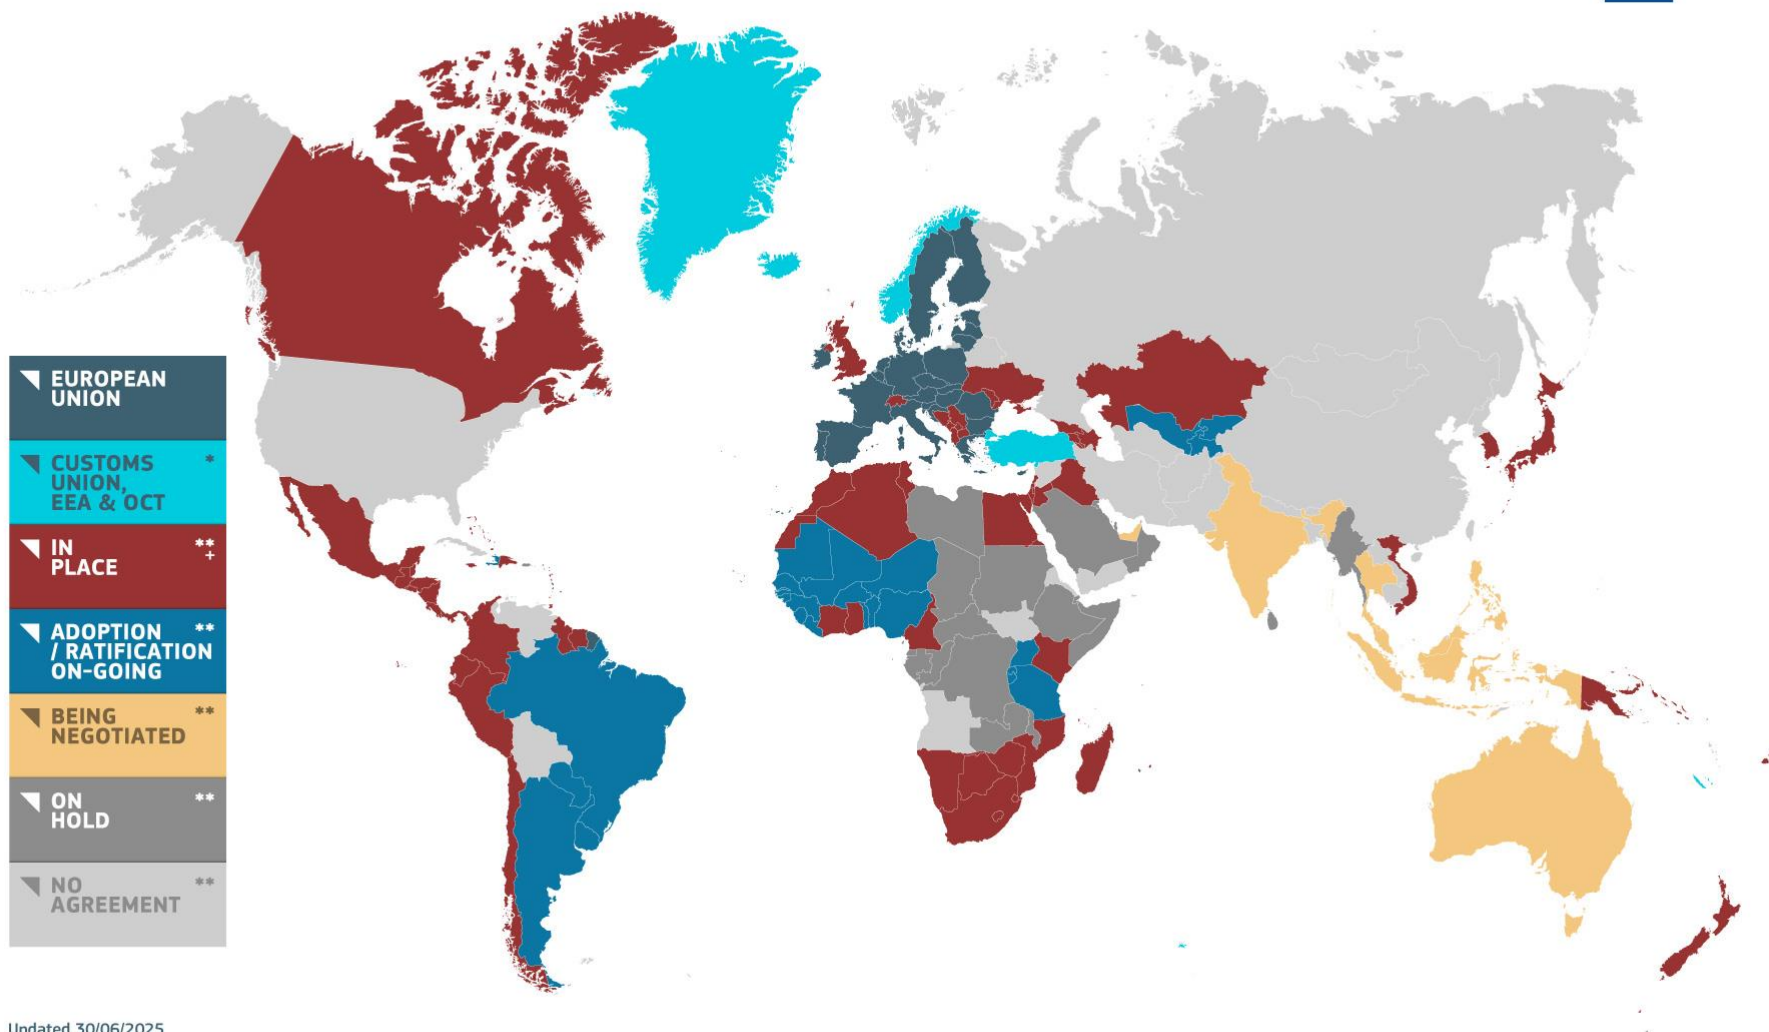 EUROPEAN
UNION
CUSTOMS *
UNION,
EEA & OCT
IN **
PLACE +
ADOPTION **
/ RATIFICATION
ON-GOING
BEING **
NEGOTIATED
ON **
HOLD
NO **
AGREEMENT
Updated 30/06/2025